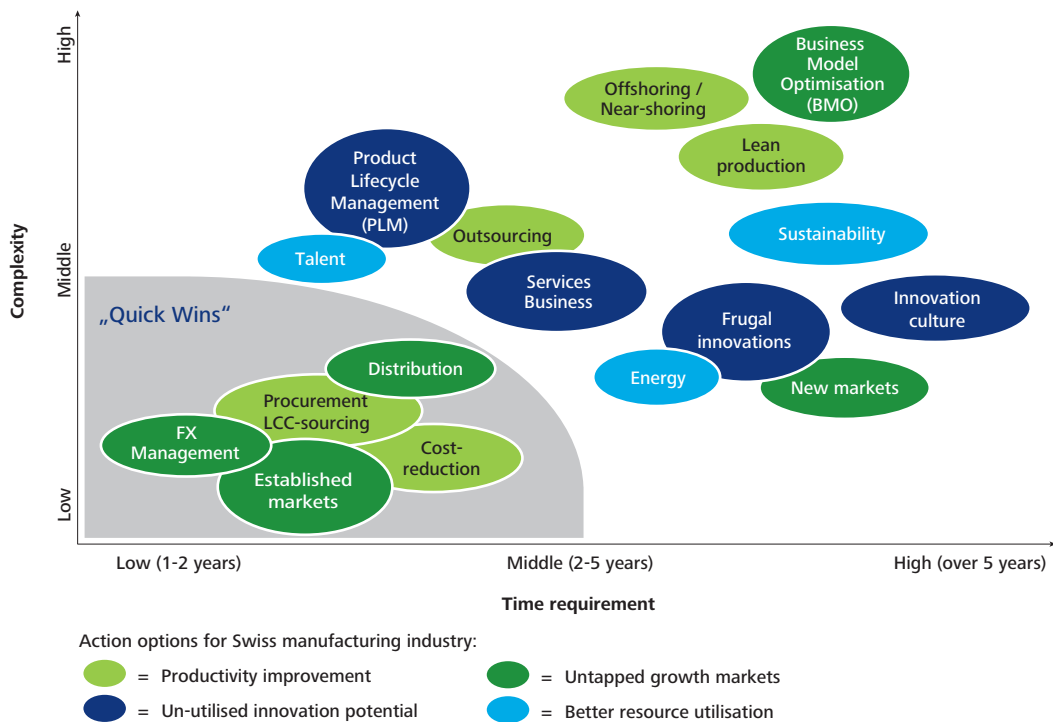 High
Middle
Low
Complexity
Business
Model
Optimisation
(BMO)
Offshoring /
Near-shoring
Lean
production
Product
Lifecycle
Management
(PLM)
Outsourcing
Sustainability
Talent
Services
Business
Innovation
culture
„Quick Wins“
Frugal
innovations
Distribution
Energy
New markets
Procurement
LCC-sourcing
FX
Management
Cost-
reduction
Established
markets
Low (1-2 years)
Middle (2-5 years)
High (over 5 years)
Time requirement
Action options for Swiss manufacturing industry:
= Productivity improvement
= Untapped growth markets
= Un-utilised innovation potential
= Better resource utilisation